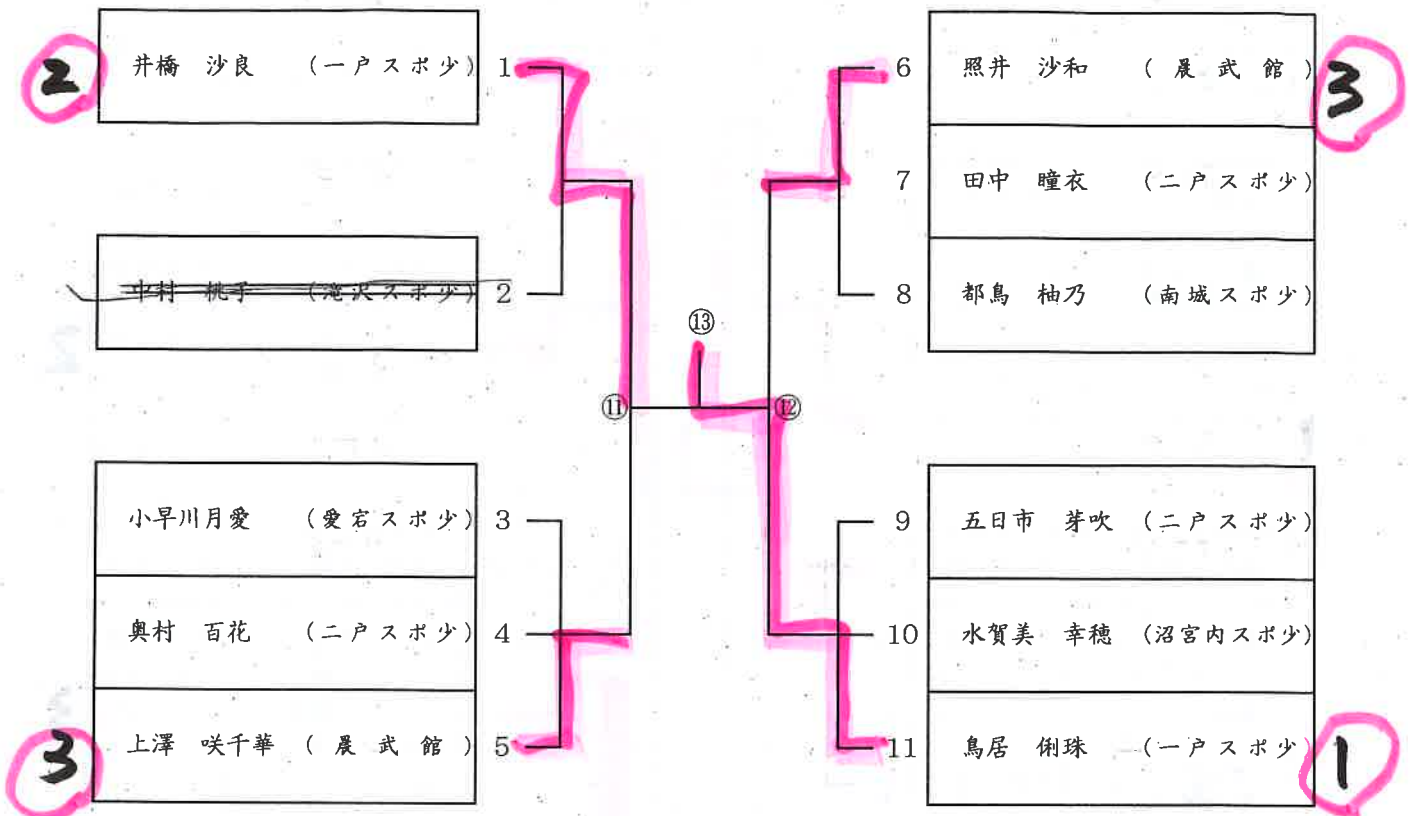 ② 井橋 沙良 (一戸スポ少) 1
中村 桃子 (滝沢スポ少) 2
小早川月愛 (愛宕スポ少) 3
奥村 百花 (二戸スポ少) 4
③ 上澤 咲千華 (晨武館) 5
⑪
⑬
⑫
6 照井 沙和 (晨武館) ③
7 田中 瞳衣 (二戸スポ少)
8 都鳥 柚乃 (南城スポ少)
9 五日市 芽吹 (二戸スポ少)
10 水賀美 幸穂 (沼宮内スポ少)
11 鳥居 俐珠 (一戸スポ少) ①